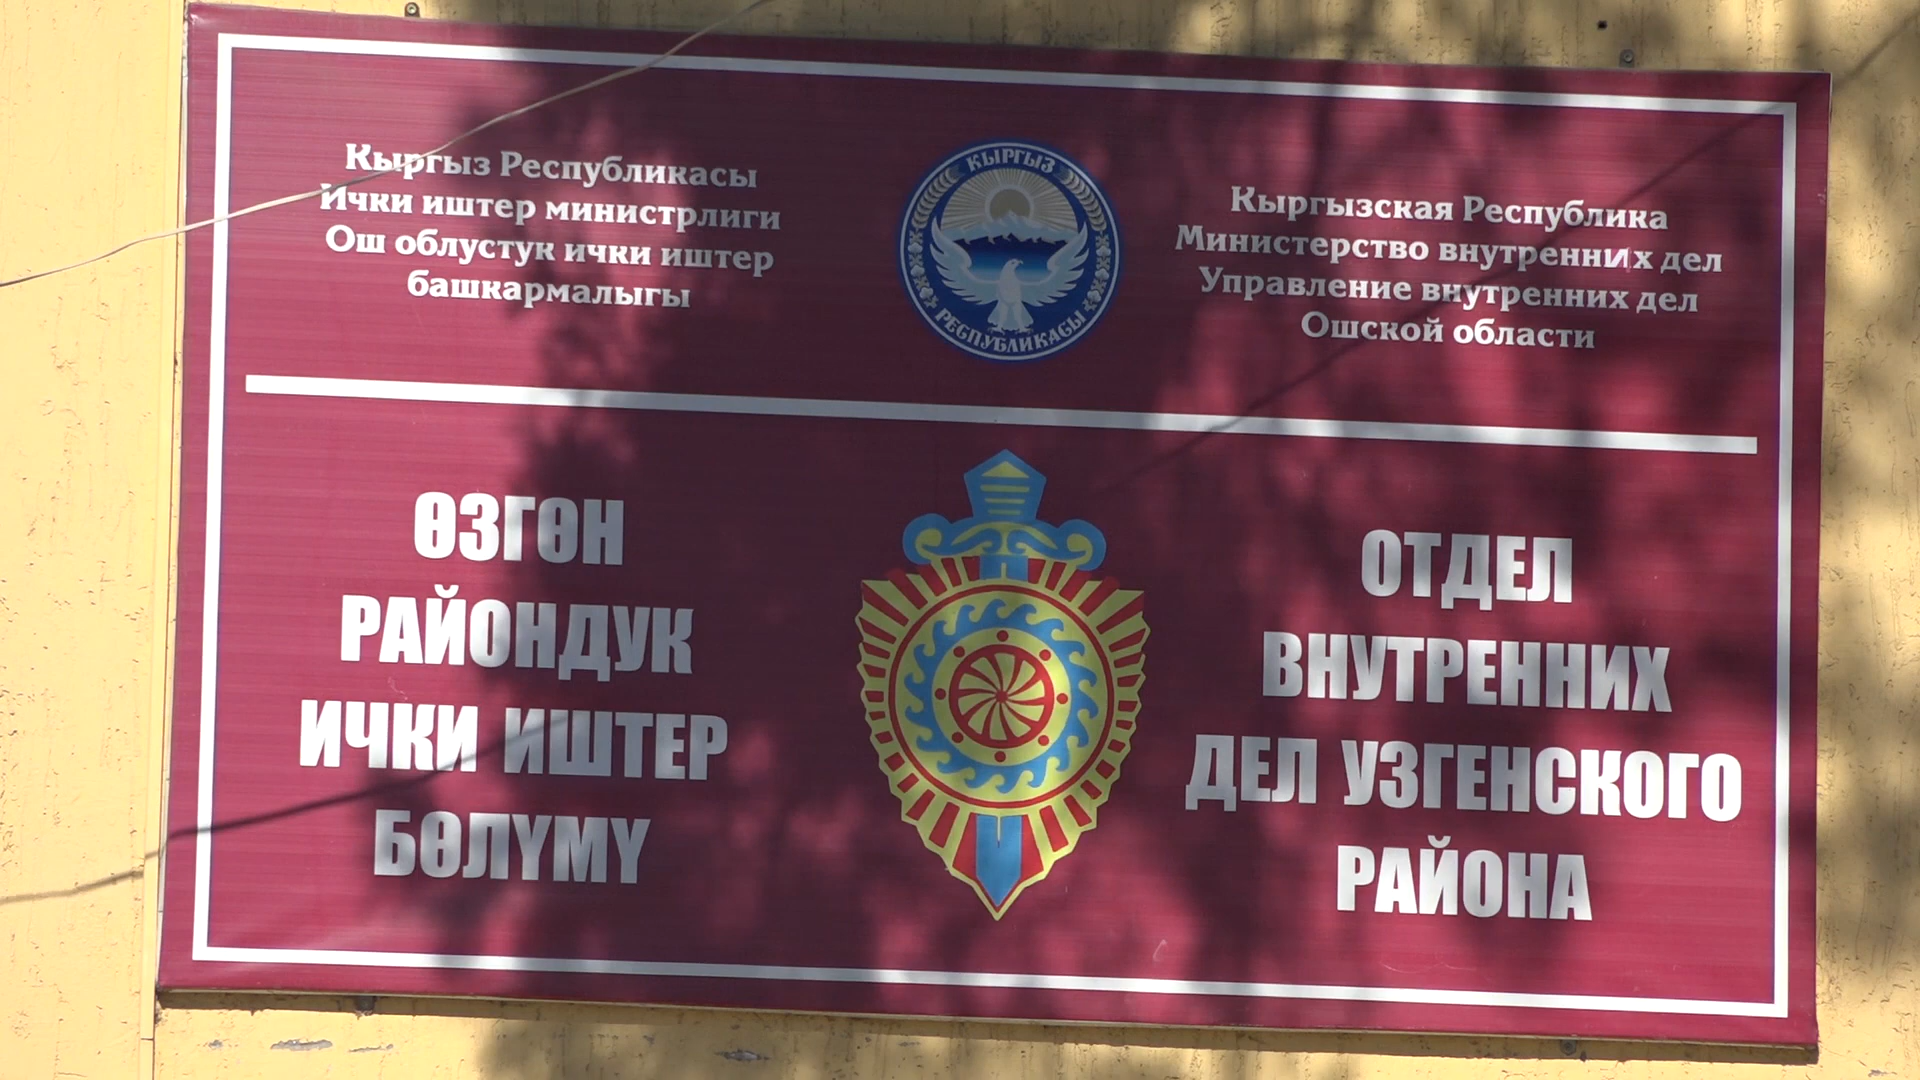 Кыргыз Республикасы
Ички иштер министрлиги
Ош облустук ички иштер
башкармалыгы
КЫРГЫЗ
РЕСПУБЛИКАСЫ
Кыргызская Республика
Министерство внутренних дел
Управление внутренних дел
Ошской области
ӨЗГӨН
РАЙОНДУК
ИЧКИ ИШТЕР
БӨЛҮМҮ
ОТДЕЛ
ВНУТРЕННИХ
ДЕЛ УЗГЕНСКОГО
РАЙОНА